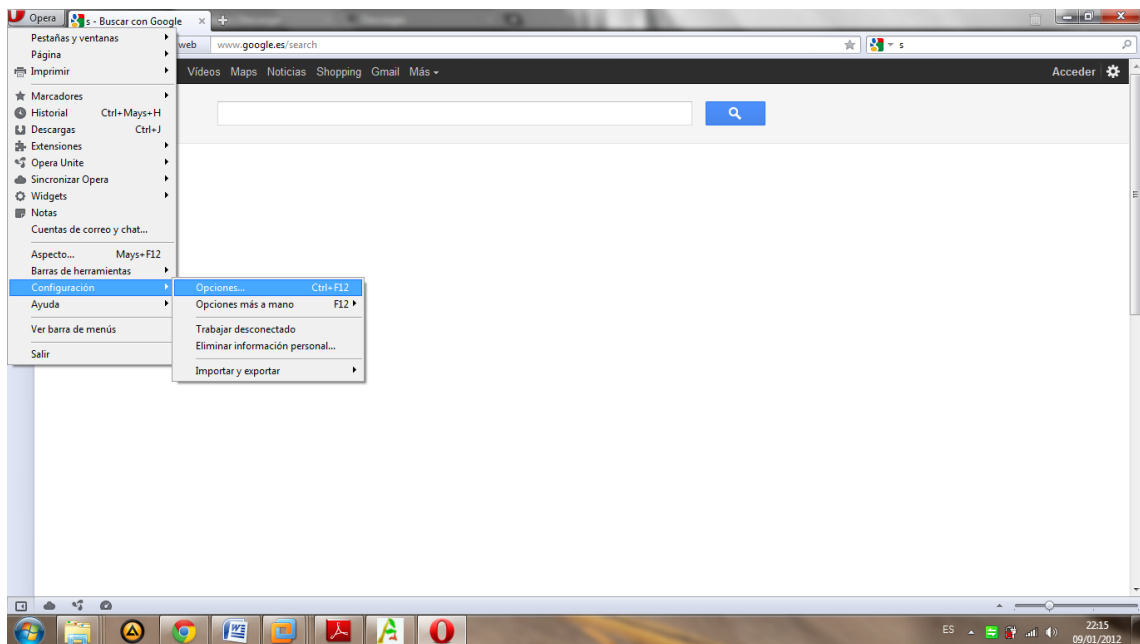 Opera
s - Buscar con Google
web
www.google.es/search
s
Vídeos Maps Noticias Shopping Gmail Más
Acceder
Pestañas y ventanas
Página
Imprimir
Marcadores
Historial Ctrl+Mays+H
Descargas Ctrl+J
Extensiones
Opera Unite
Sincronizar Opera
Widgets
Notas
Cuentas de correo y chat...
Aspecto... Mays+F12
Barras de herramientas
Configuración
Ayuda
Ver barra de menús
Salir
Opciones... Ctrl+F12
Opciones más a mano F12
Trabajar desconectado
Eliminar información personal...
Importar y exportar
ES
22:15
09/01/2012